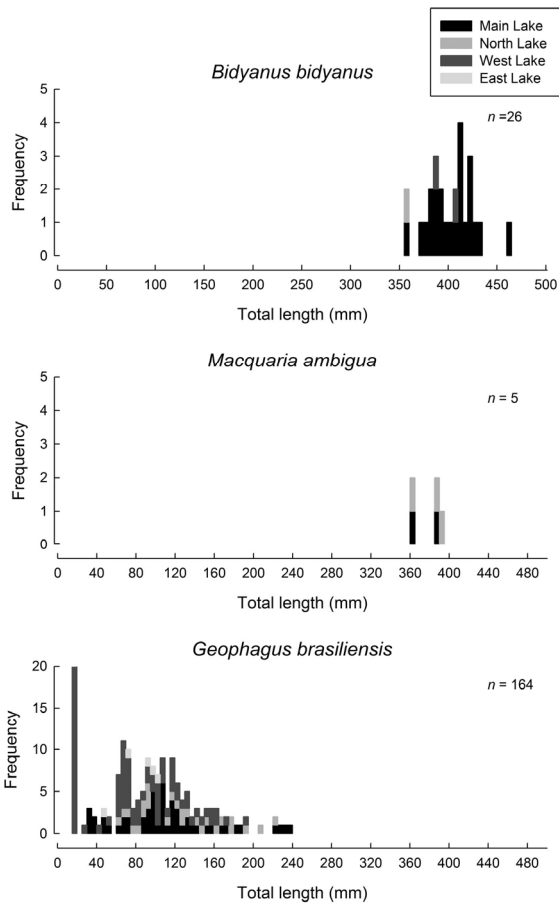 Main Lake
North Lake
West Lake
East Lake
Bidyanus bidyanus
n =26
Frequency
5
4
3
2
1
0
0 50 100 150 200 250 300 350 400 450 500
Total length (mm)
Macquaria ambigua
n = 5
Frequency
5
4
3
2
1
0
0 40 80 120 160 200 240 280 320 360 400 440 480
Total length (mm)
Geophagus brasiliensis
n = 164
Frequency
20
15
10
5
0
0 40 80 120 160 200 240 280 320 360 400 440 480
Total length (mm)